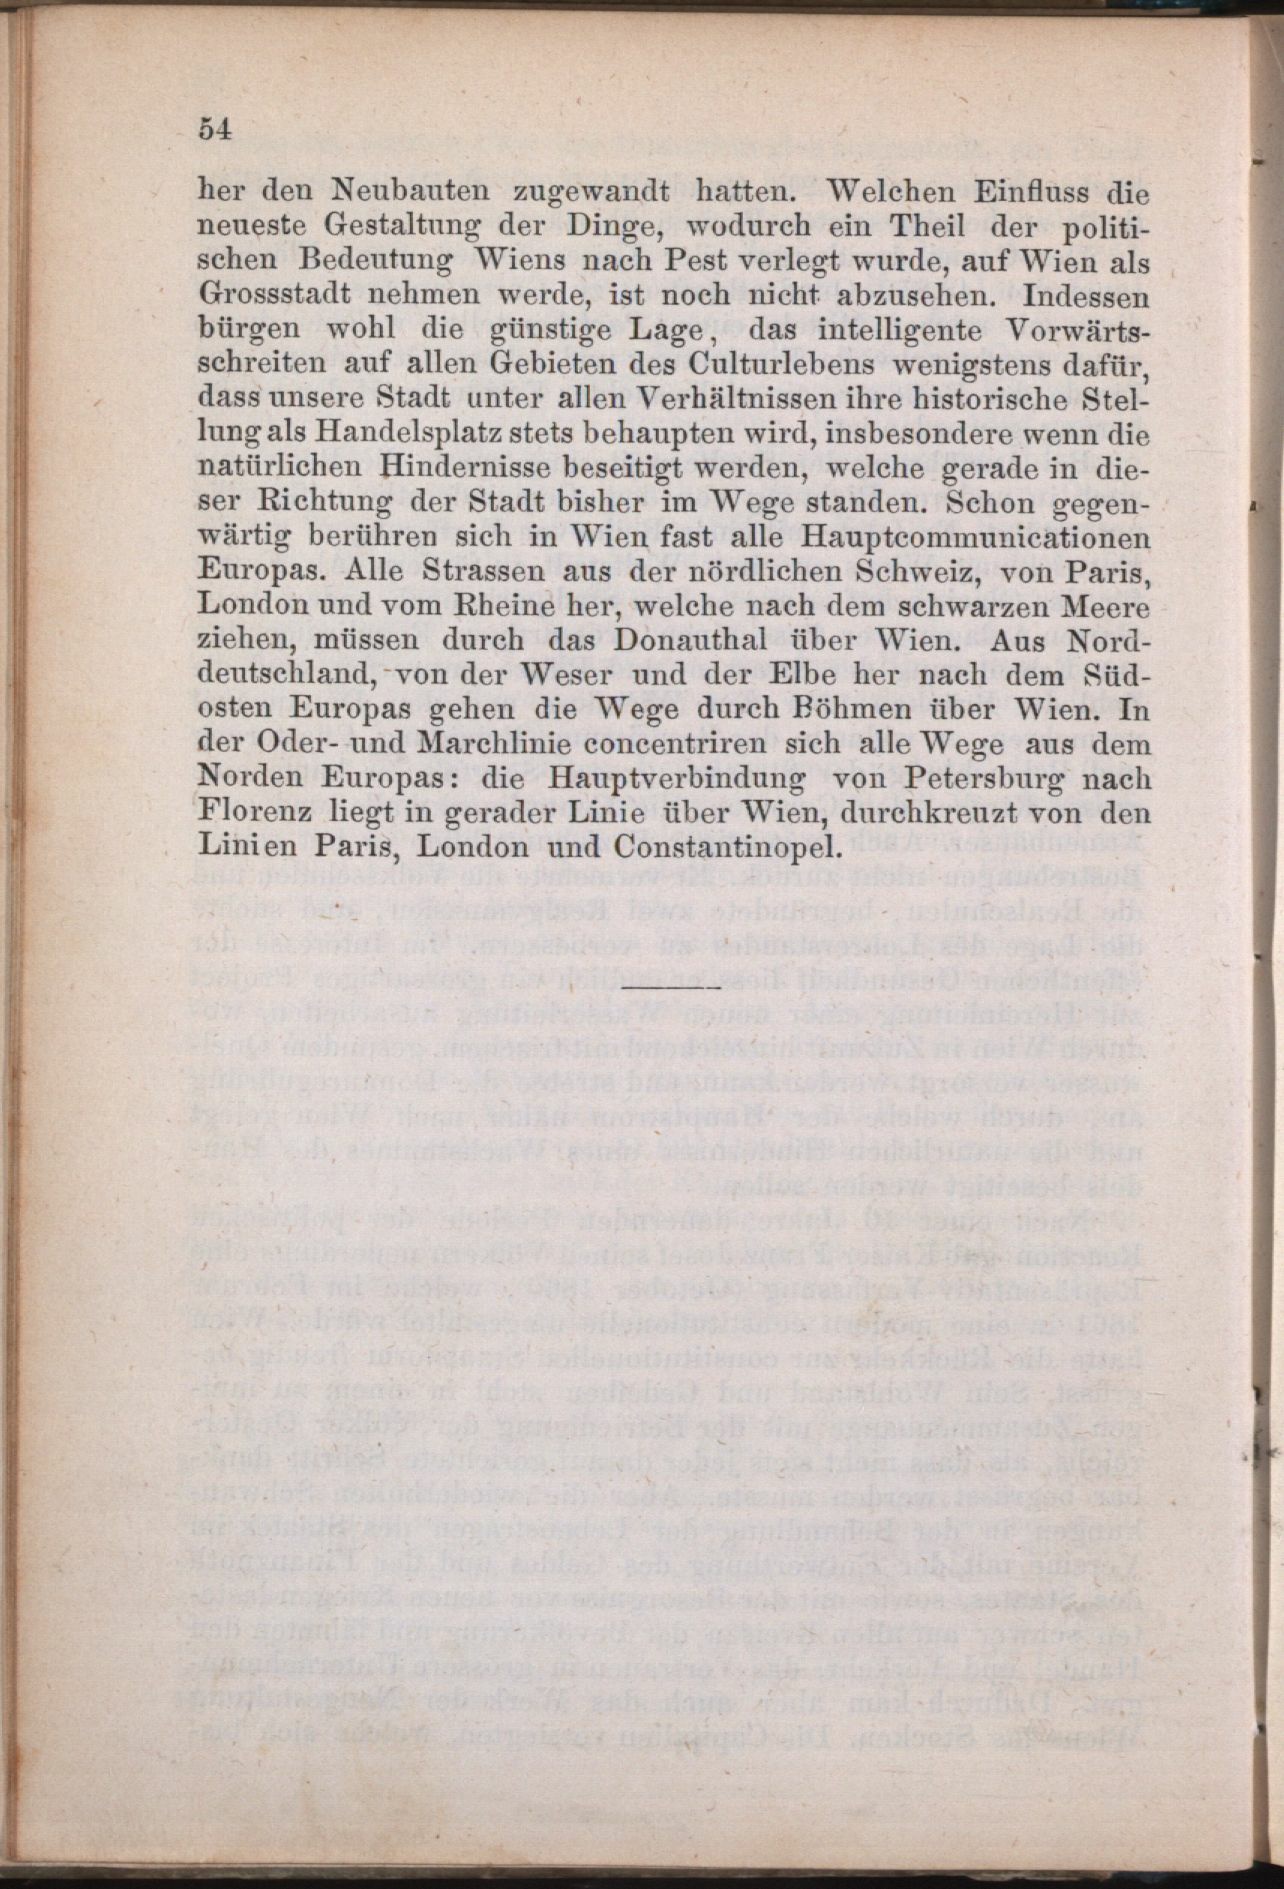 54
her den Neubauten zugewandt hatten. Welchen Einfluss die
neueste Gestaltung der Dinge, wodurch ein Theil der politi-
schen Bedeutung Wiens nach Pest verlegt wurde, auf Wien als
Grossstadt nehmen werde, ist noch nicht abzusehen. Indessen
bürgen wohl die günstige Lage, das intelligente Vorwärts-
schreiten auf allen Gebieten des Culturlebens wenigstens dafür,
dass unsere Stadt unter allen Verhältnissen ihre historische Stel-
lung als Handelsplatz stets behaupten wird, insbesondere wenn die
natürlichen Hindernisse beseitigt werden, welche gerade in die-
ser Richtung der Stadt bisher im Wege standen. Schon gegen-
wärtig berühren sich in Wien fast alle Hauptcommunicationen
Europas. Alle Strassen aus der nördlichen Schweiz, von Paris,
London und vom Rheine her, welche nach dem schwarzen Meere
ziehen, müssen durch das Donauthal über Wien. Aus Nord-
deutschland, von der Weser und der Elbe her nach dem Süd-
osten Europas gehen die Wege durch Böhmen über Wien. In
der Oder- und Marchlinie concentriren sich alle Wege aus dem
Norden Europas: die Hauptverbindung von Petersburg nach
Florenz liegt in gerader Linie über Wien, durchkreuzt von den
Linien Paris, London und Constantinopel.